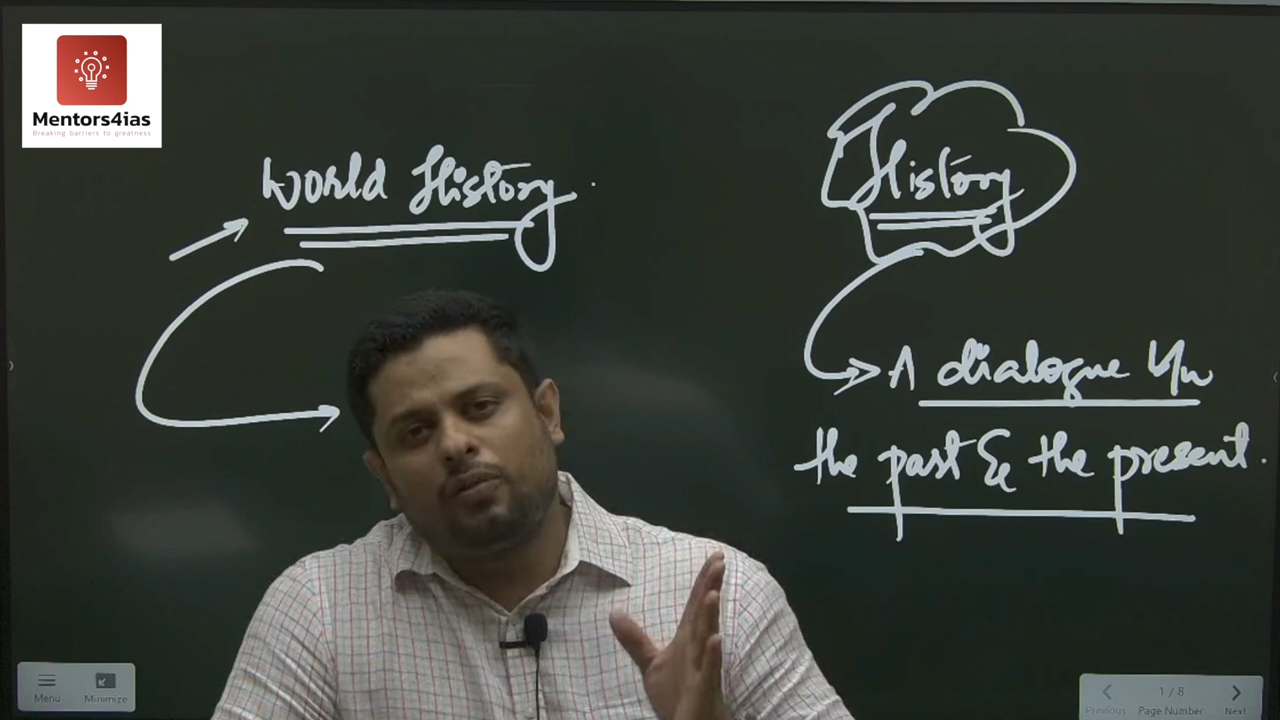 Mentors4ias
Breaking barriers to greatness
World History.
History
A dialogue b/w
the past & the present.
Menu
Minimize
1 / 8
Previous
Page Number
Next